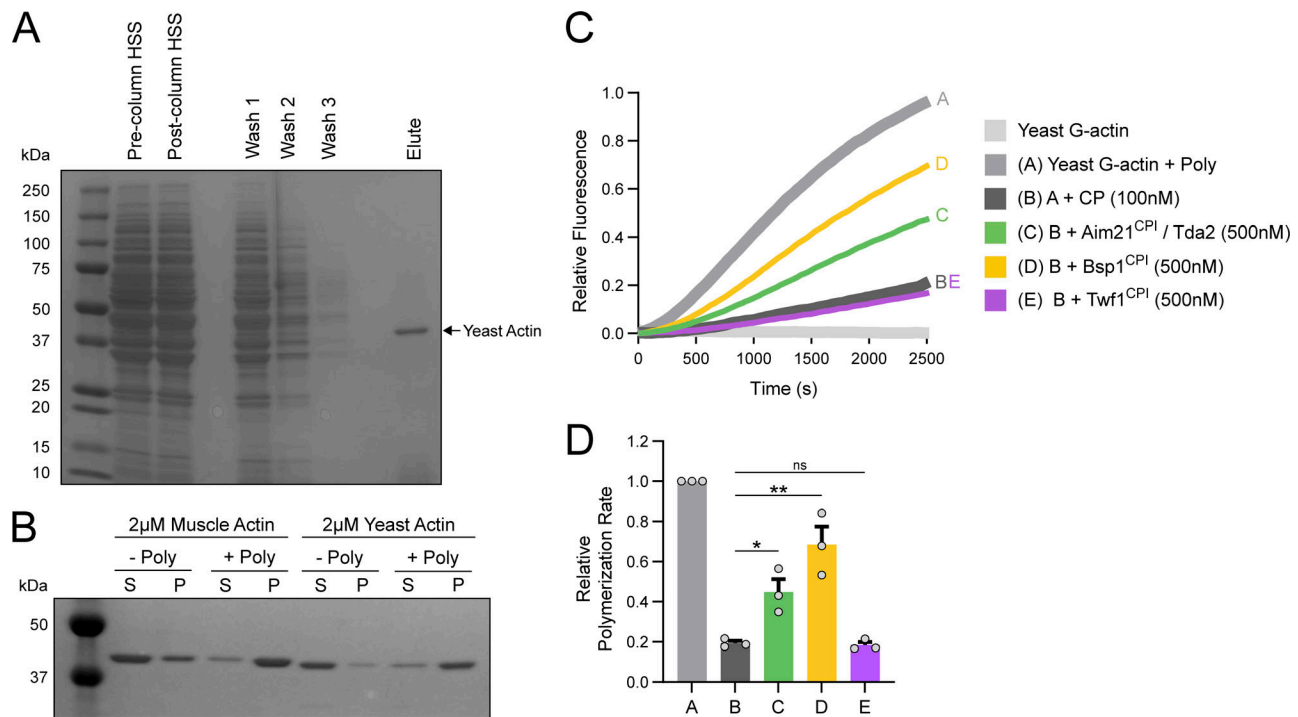 A
Pre-column HSS
Post-column HSS
Wash 1
Wash 2
Wash 3
Elute
kDa
250
150
100
75
50
37
25
20
15
10
Yeast Actin
B
2µM Muscle Actin 2µM Yeast Actin
- Poly + Poly - Poly + Poly
kDa S P S P S P S P
50
37
C
Relative Fluorescence
1.0
0.8
0.6
0.4
0.2
0.0
0 500 1000 1500 2000 2500
Time (s)
A
D
C
B E
Yeast G-actin
(A) Yeast G-actin + Poly
(B) A + CP (100nM)
(C) B + Aim21CPI / Tda2 (500nM)
(D) B + Bsp1CPI (500nM)
(E) B + Twf1CPI (500nM)
D
Relative
Polymerization Rate
1.2
1.0
0.8
0.6
0.4
0.2
0.0
ns
**
*
A B C D E